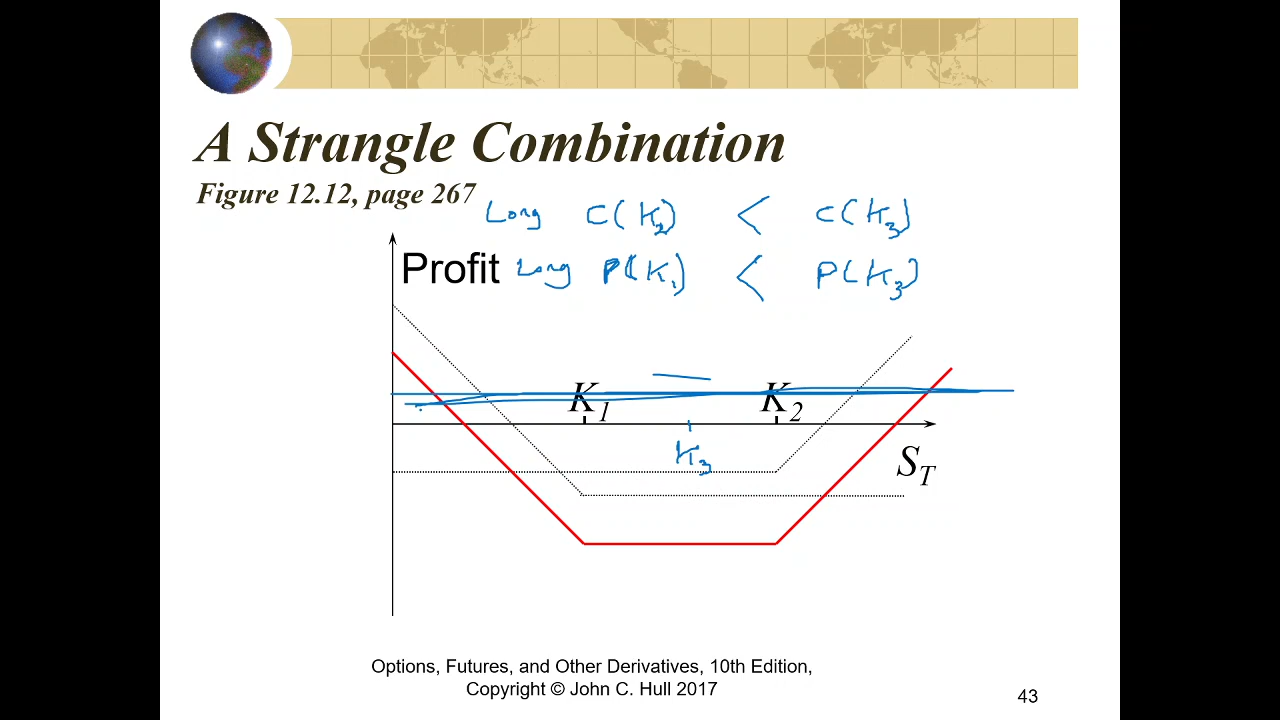 A Strangle Combination
Figure 12.12, page 267
Long C(K2) < C(K3)
Profit Long P(K1) < P(K3)
K1 K2
K3
ST
Options, Futures, and Other Derivatives, 10th Edition,
Copyright © John C. Hull 2017
43